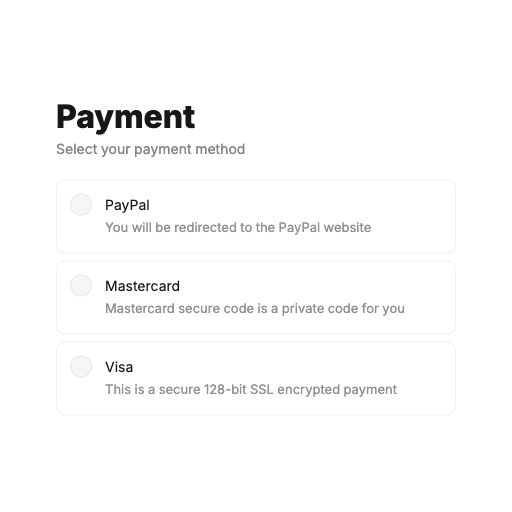 Payment
Select your payment method
PayPal
You will be redirected to the PayPal website
Mastercard
Mastercard secure code is a private code for you
Visa
This is a secure 128-bit SSL encrypted payment